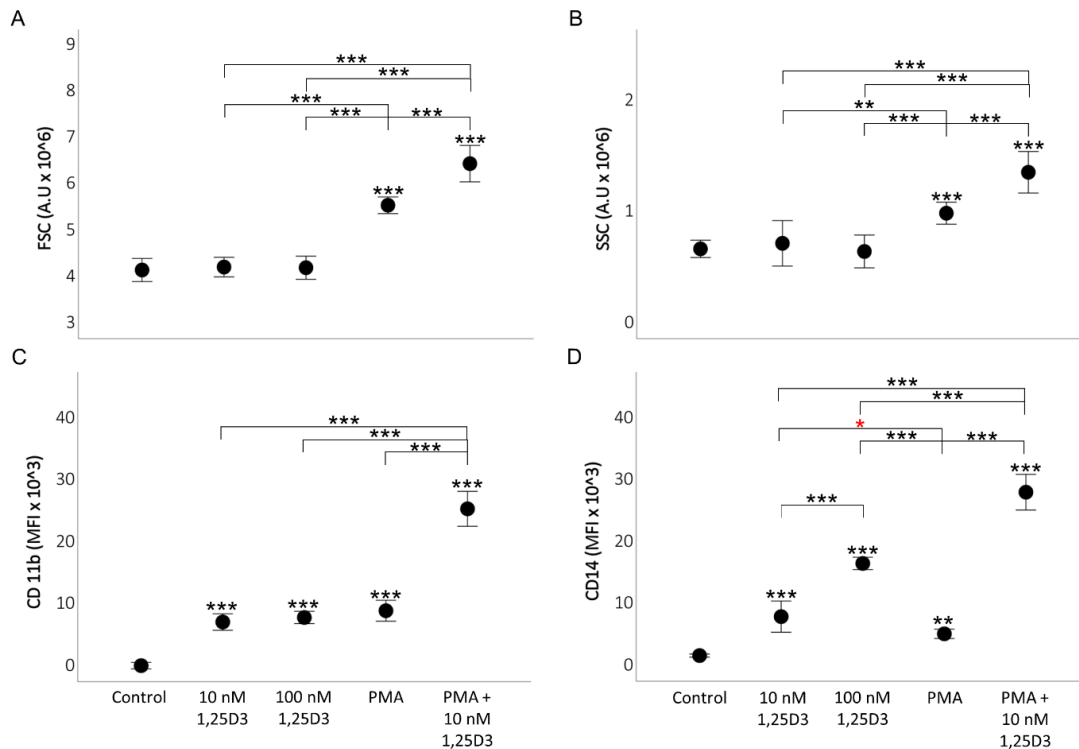 A
9
8
7
6
5
4
3
FSC (A.U x 10^6)
***
***
***
***
***
***
***
B
2
1
0
SSC (A.U x 10^6)
***
***
**
***
***
***
***
C
40
30
20
10
0
CD 11b (MFI x 10^3)
***
***
***
***
***
***
***
Control
10 nM
1,25D3
100 nM
1,25D3
PMA
PMA +
10 nM
1,25D3
D
40
30
20
10
0
CD14 (MFI x 10^3)
***
***
*
***
***
***
***
***
***
**
Control
10 nM
1,25D3
100 nM
1,25D3
PMA
PMA +
10 nM
1,25D3